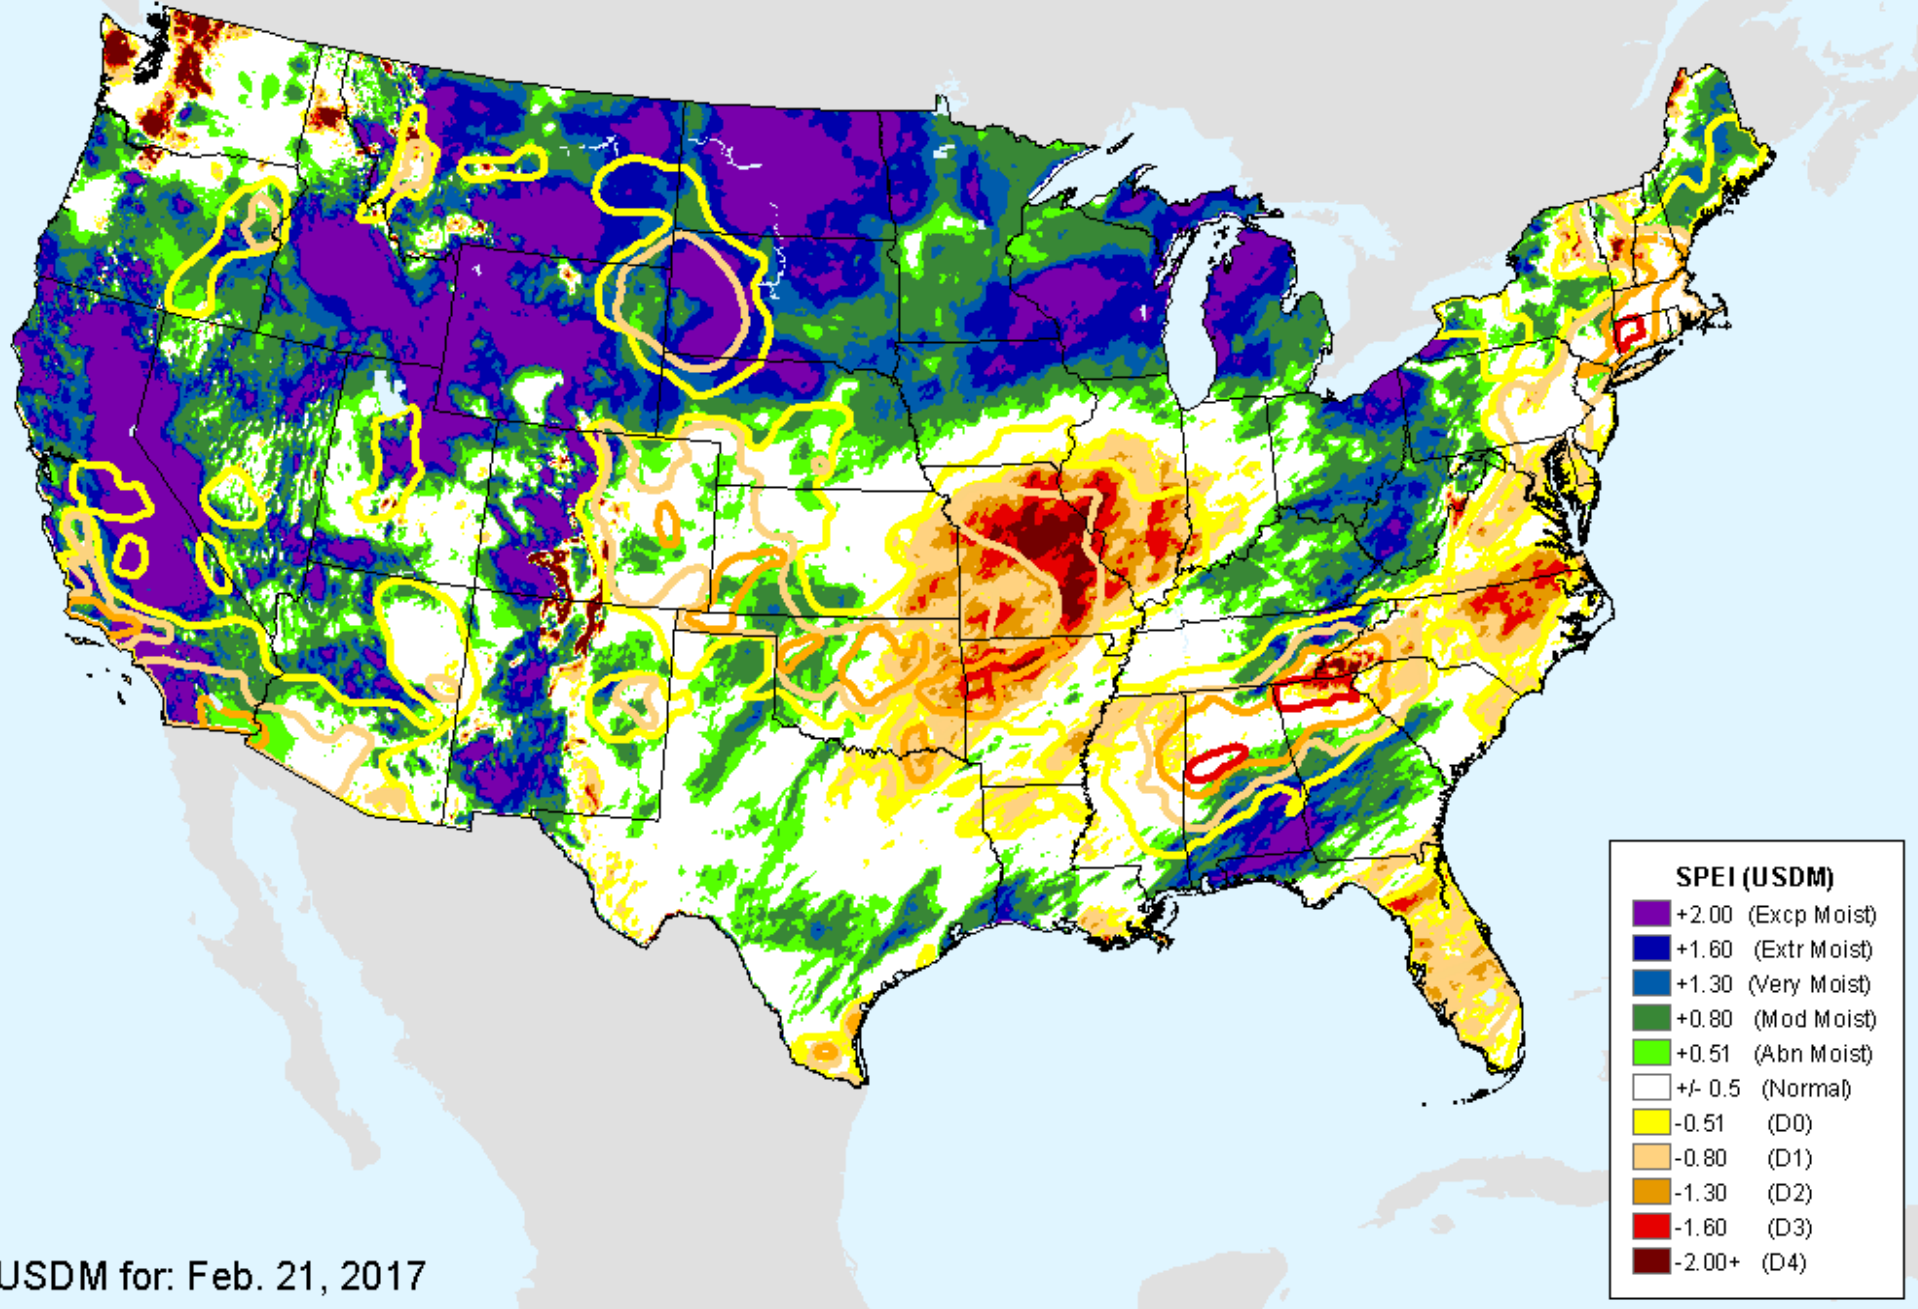 SPEI (USDM)
+2.00 (Excp Moist)
+1.60 (Extr Moist)
+1.30 (Very Moist)
+0.80 (Mod Moist)
+0.51 (Abn Moist)
+/- 0.5 (Normal)
-0.51 (D0)
-0.80 (D1)
-1.30 (D2)
-1.60 (D3)
-2.00+ (D4)
USDM for: Feb. 21, 2017